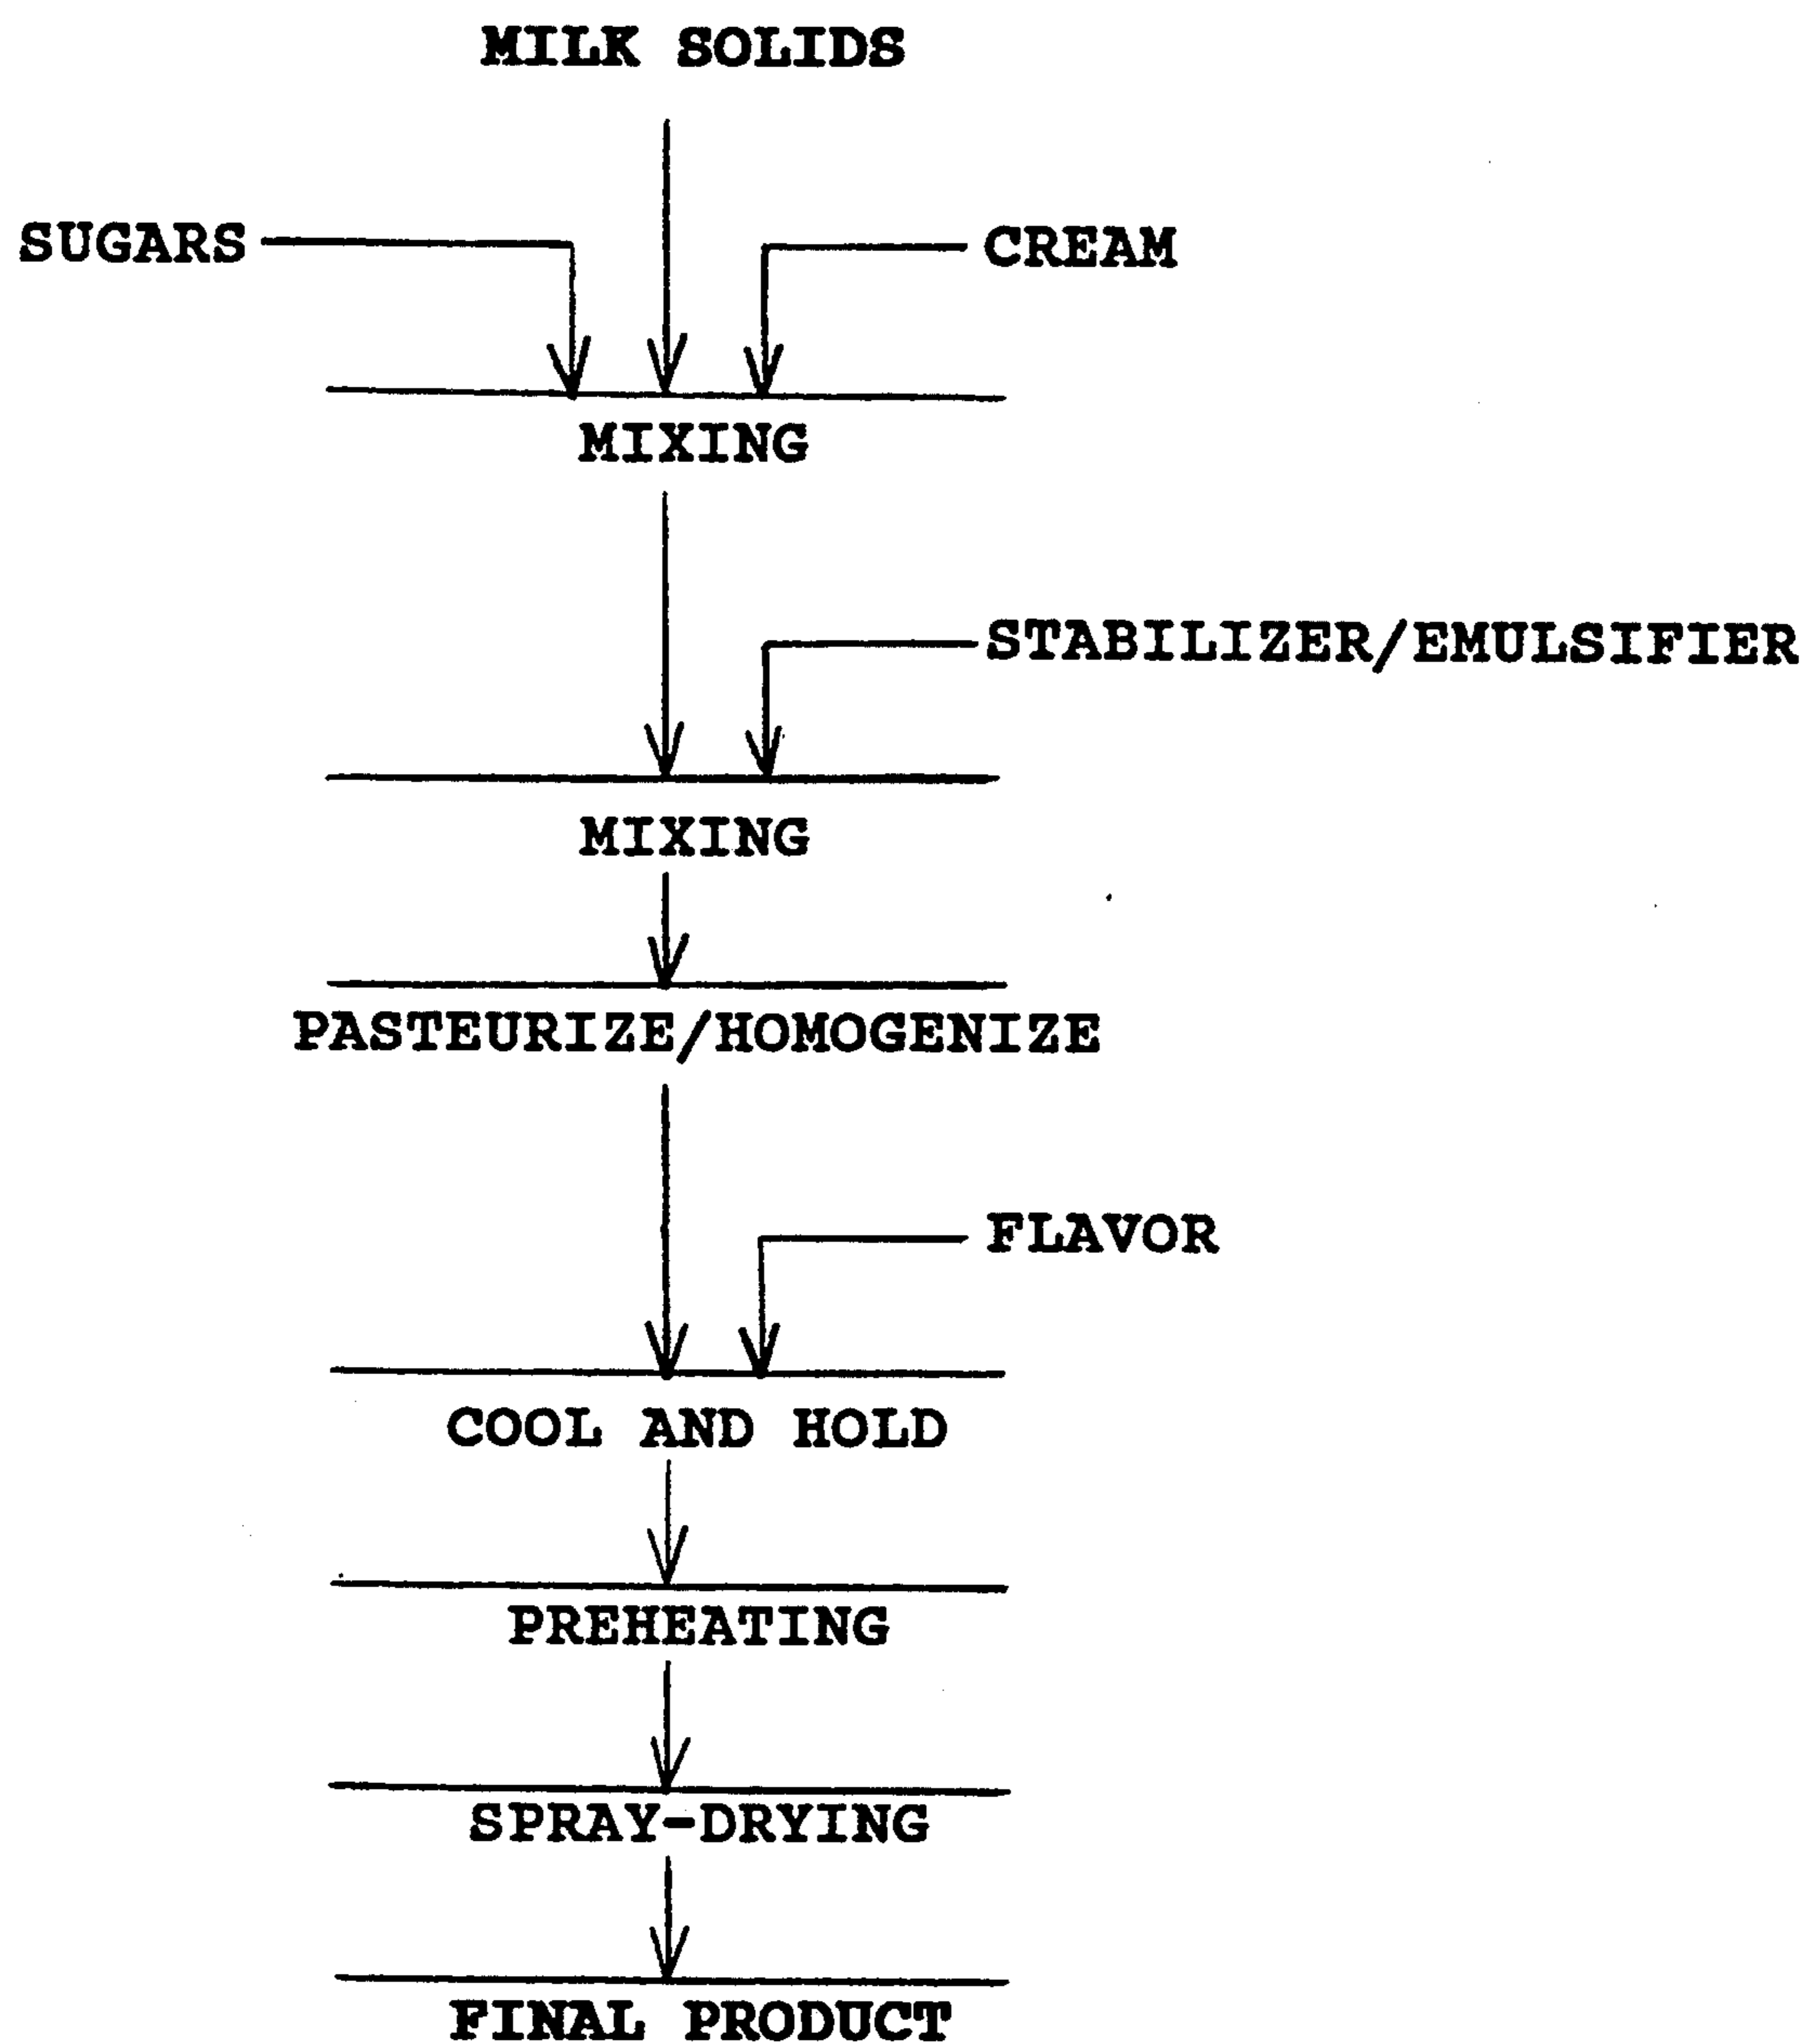 MILK SOLIDS
SUGARS
CREAM
MIXING
STABILIZER/EMULSIFIER
MIXING
PASTEURIZE/HOMOGENIZE
FLAVOR
COOL AND HOLD
PREHEATING
SPRAY-DRYING
FINAL PRODUCT